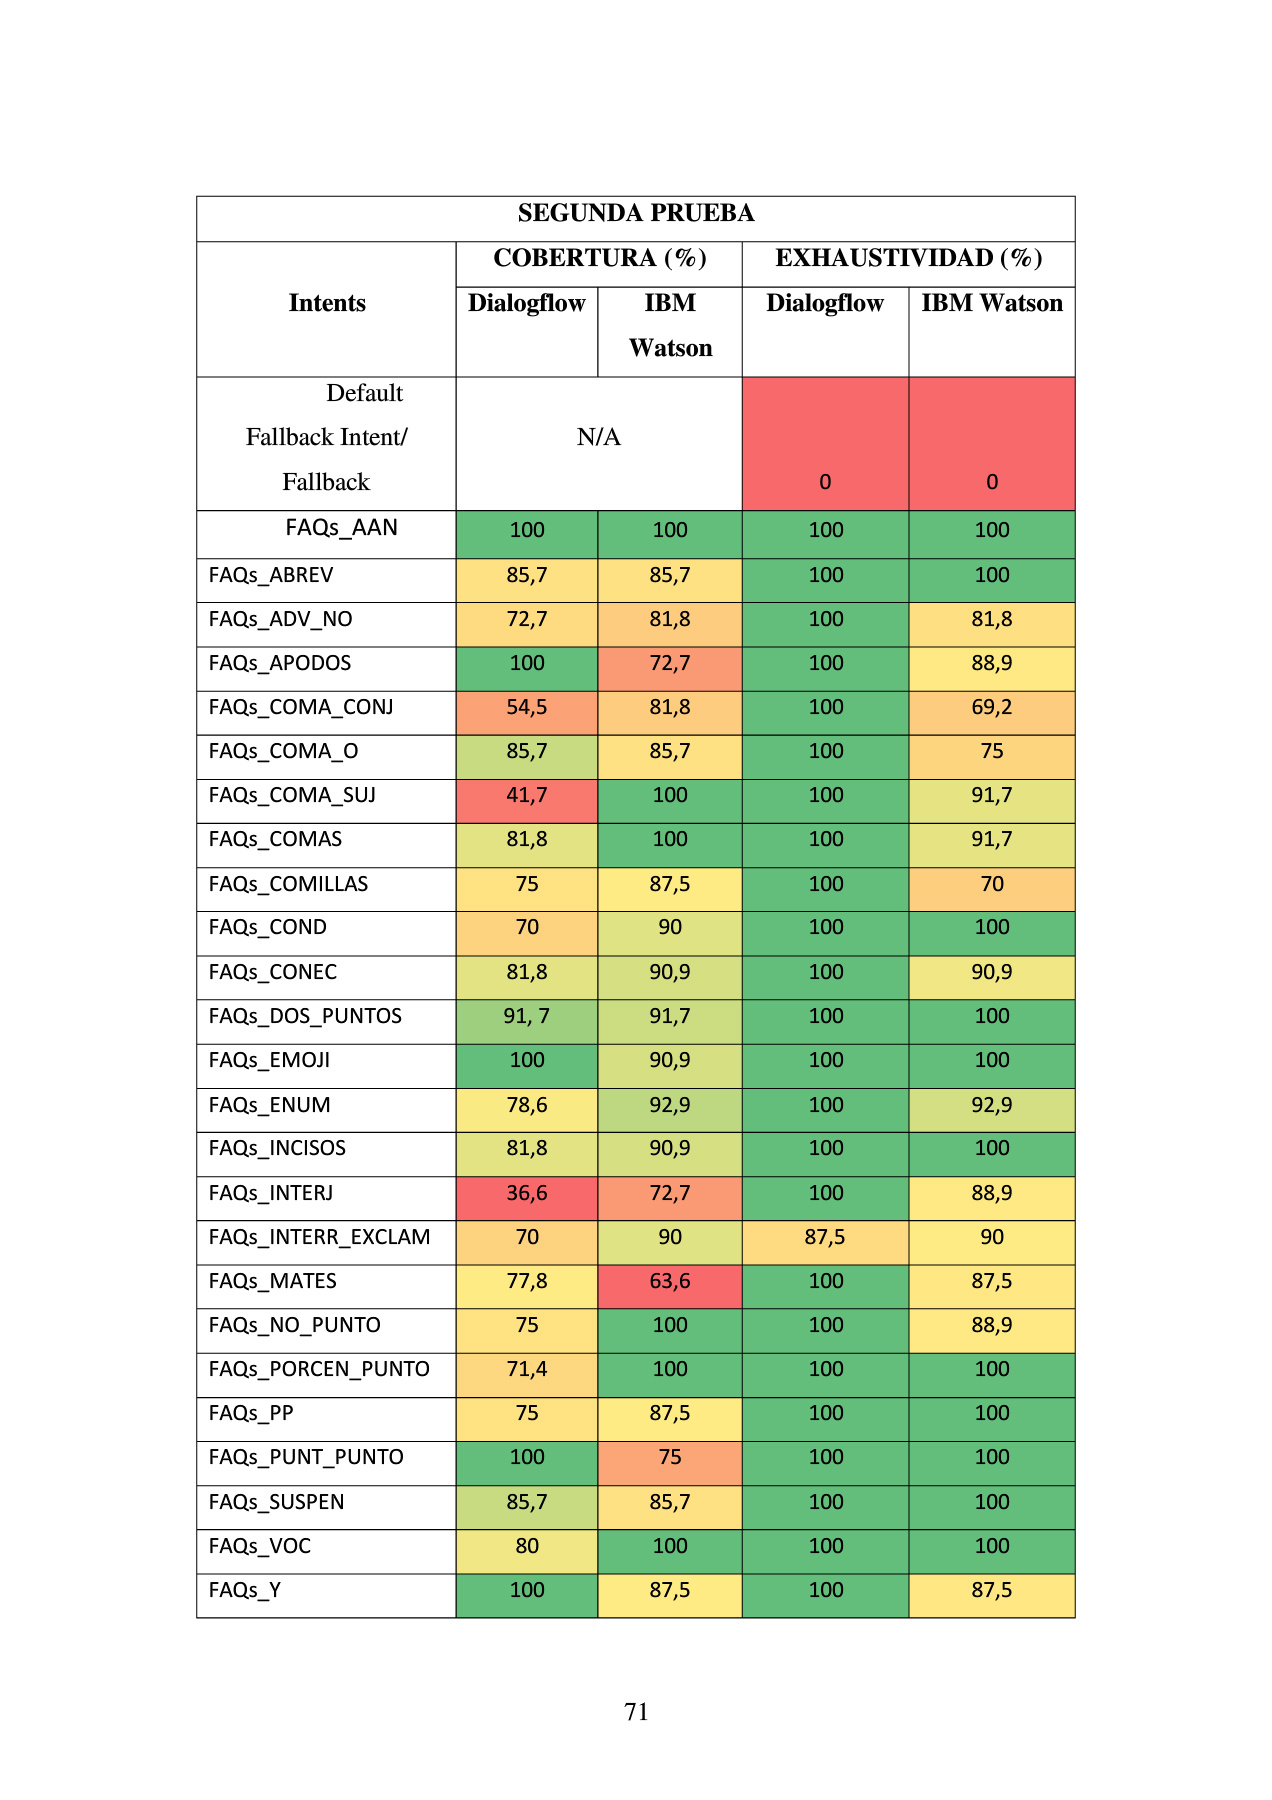 SEGUNDA PRUEBA
COBERTURA (%) EXHAUSTIVIDAD (%)
Intents Dialogflow IBM Watson Dialogflow IBM Watson
Default
Fallback Intent/ N/A
Fallback 0 0
FAQs_AAN 100 100 100 100
FAQs_ABREV 85,7 85,7 100 100
FAQs_ADV_NO 72,7 81,8 100 81,8
FAQs_APODOS 100 72,7 100 88,9
FAQs_COMA_CONJ 54,5 81,8 100 69,2
FAQs_COMA_O 85,7 85,7 100 75
FAQs_COMA_SUJ 41,7 100 100 91,7
FAQs_COMAS 81,8 100 100 91,7
FAQs_COMILLAS 75 87,5 100 70
FAQs_COND 70 90 100 100
FAQs_CONEC 81,8 90,9 100 90,9
FAQs_DOS_PUNTOS 91, 7 91,7 100 100
FAQs_EMOJI 100 90,9 100 100
FAQs_ENUM 78,6 92,9 100 92,9
FAQs_INCISOS 81,8 90,9 100 100
FAQs_INTERJ 36,6 72,7 100 88,9
FAQs_INTERR_EXCLAM 70 90 87,5 90
FAQs_MATES 77,8 63,6 100 87,5
FAQs_NO_PUNTO 75 100 100 88,9
FAQs_PORCEN_PUNTO 71,4 100 100 100
FAQs_PP 75 87,5 100 100
FAQs_PUNT_PUNTO 100 75 100 100
FAQs_SUSPEN 85,7 85,7 100 100
FAQs_VOC 80 100 100 100
FAQs_Y 100 87,5 100 87,5
71